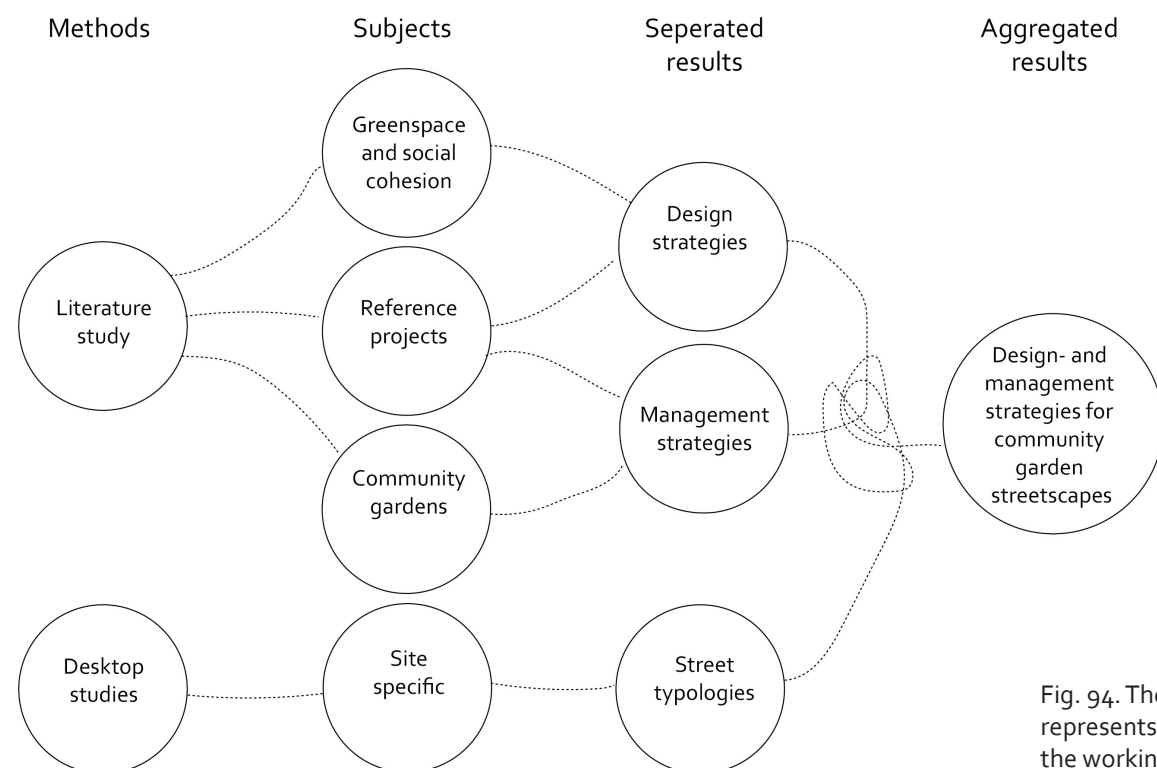 Methods
Subjects
Seperated
results
Aggregated
results
Greenspace
and social
cohesion
Design
strategies
Literature
study
Reference
projects
Design- and
management
strategies for
community
garden
streetscapes
Management
strategies
Community
gardens
Desktop
studies
Site
specific
Street
typologies
Fig. 94. The
represents
the workin